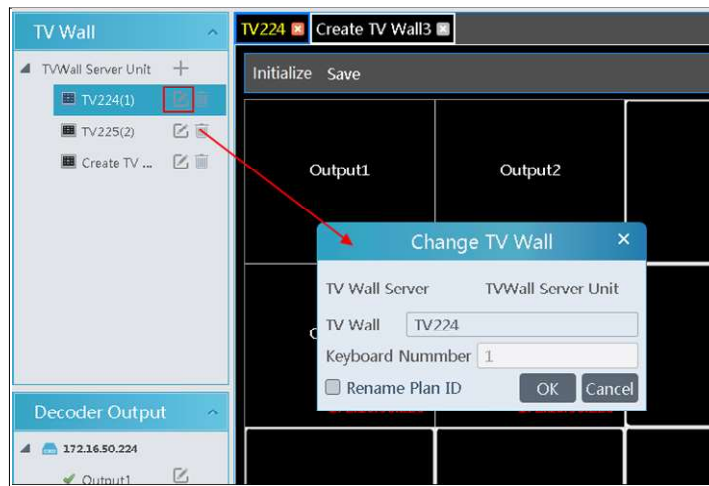 TV Wall
TVWall Server Unit
TV224(1)
TV225(2)
Create TV ...
Decoder Output
172.16.50.224
Output1
TV224 Create TV Wall3
Initialize Save
Output1 Output2
Change TV Wall
TV Wall Server TVWall Server Unit
TV Wall TV224
Keyboard Nummber 1
Rename Plan ID OK Cancel